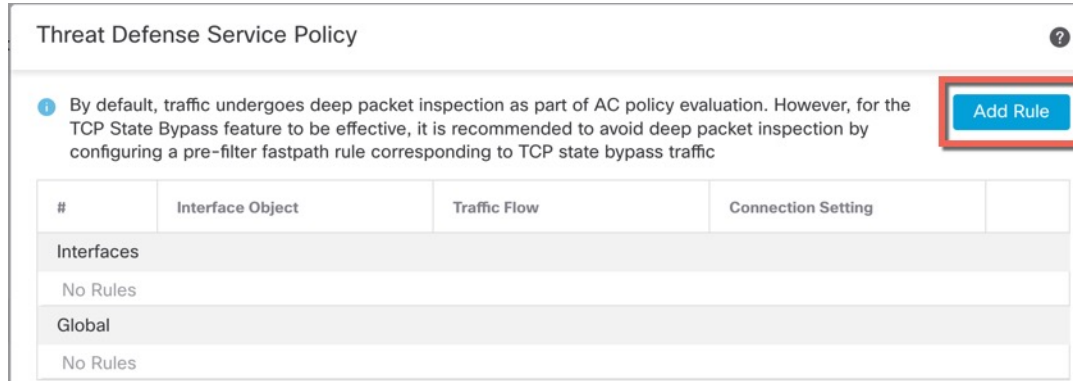 Threat Defense Service Policy
?
By default, traffic undergoes deep packet inspection as part of AC policy evaluation. However, for the
TCP State Bypass feature to be effective, it is recommended to avoid deep packet inspection by
configuring a pre-filter fastpath rule corresponding to TCP state bypass traffic
Add Rule
# Interface Object Traffic Flow Connection Setting
Interfaces
No Rules
Global
No Rules